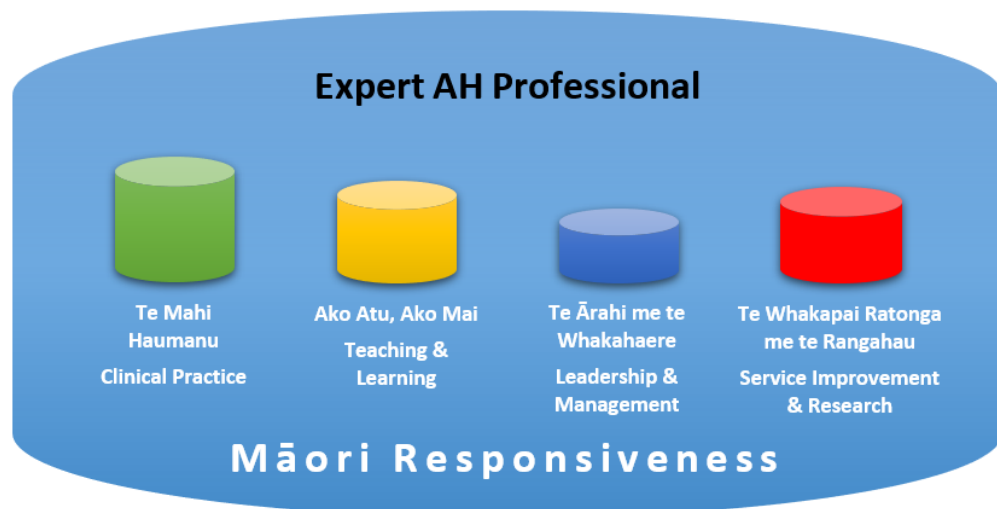 Expert AH Professional
Te Mahi
Haumanu
Clinical Practice
Ako Atu, Ako Mai
Teaching &
Learning
Te Ārahi me te
Whakahaere
Leadership &
Management
Te Whakapai Ratonga
me te Rangahau
Service Improvement
& Research
Māori Responsiveness